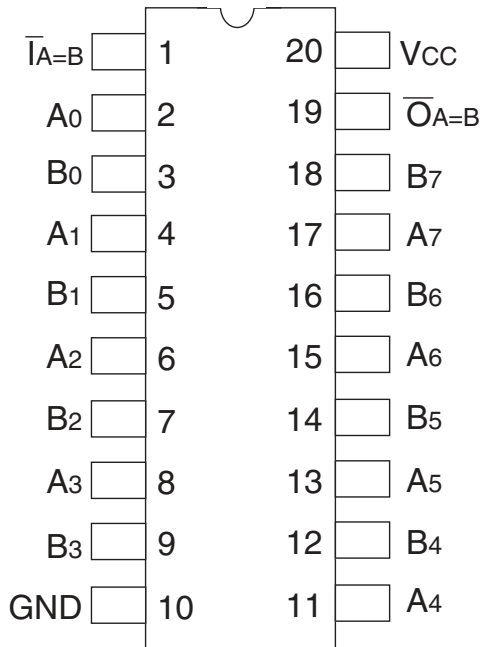 I̅A=B 1 20 VCC
A0 2 19 O̅A=B
B0 3 18 B7
A1 4 17 A7
B1 5 16 B6
A2 6 15 A6
B2 7 14 B5
A3 8 13 A5
B3 9 12 B4
GND 10 11 A4